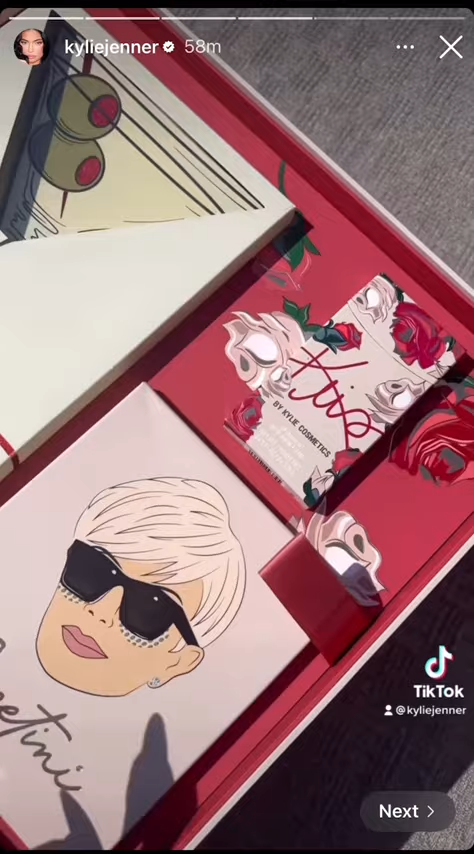 kyliejenner 58m
Kris
BY KYLIE COSMETICS
TikTok
@kyliejenner
Next